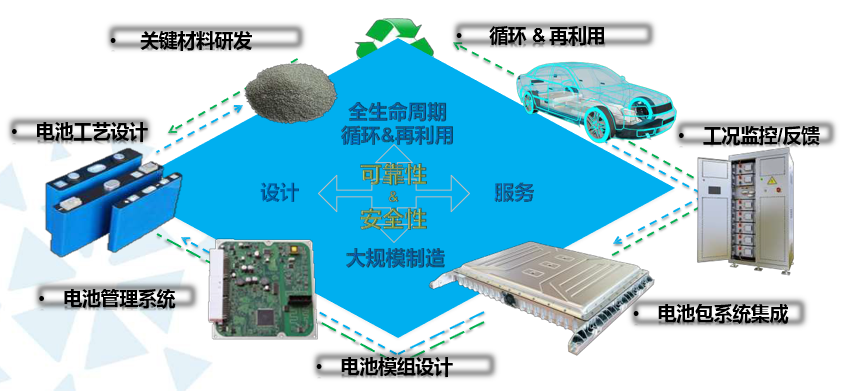 • 关键材料研发
• 循环 & 再利用
• 电池工艺设计
• 工况监控/反馈
全生命周期
循环&再利用
设计
可靠性
&
安全性
服务
大规模制造
• 电池管理系统
• 电池包系统集成
• 电池模组设计